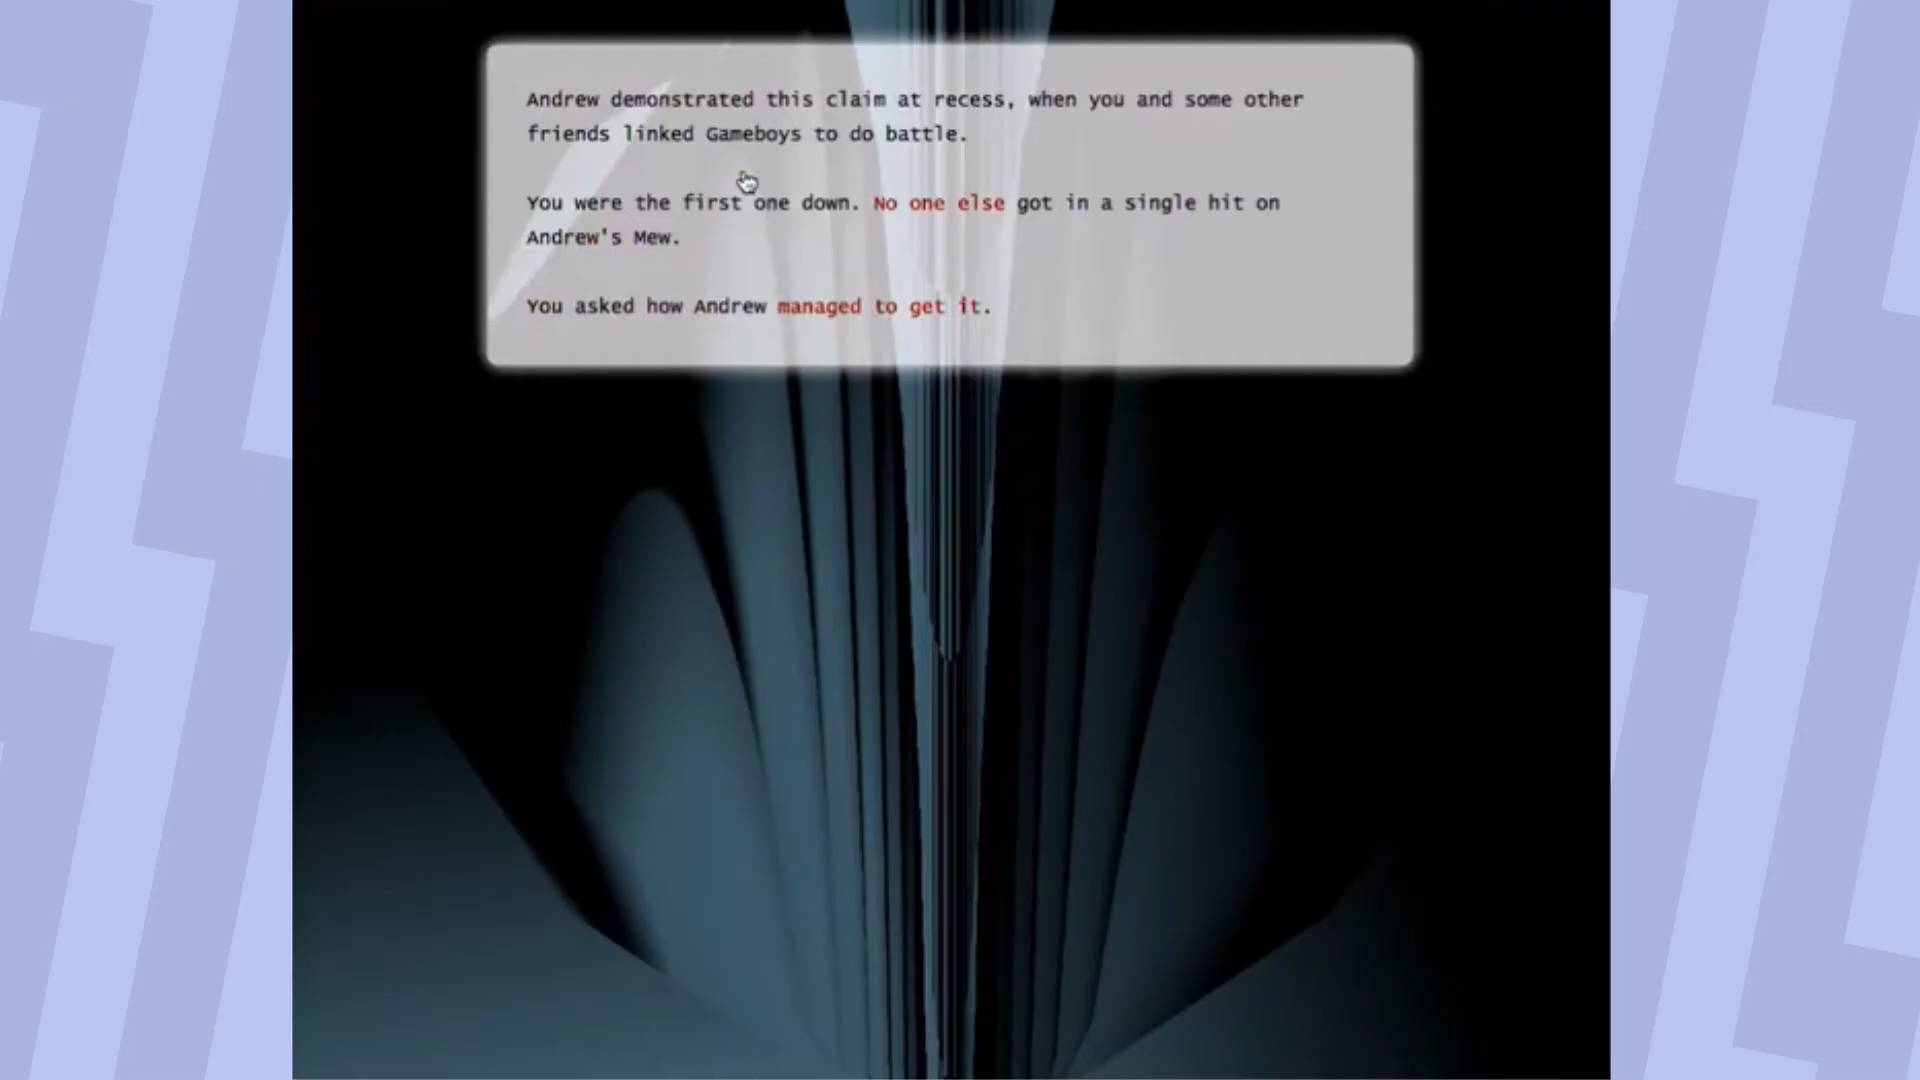 Andrew demonstrated this claim at recess, when you and some other
friends linked Gameboys to do battle.
You were the first one down. No one else got in a single hit on
Andrew's Mew.
You asked how Andrew managed to get it.